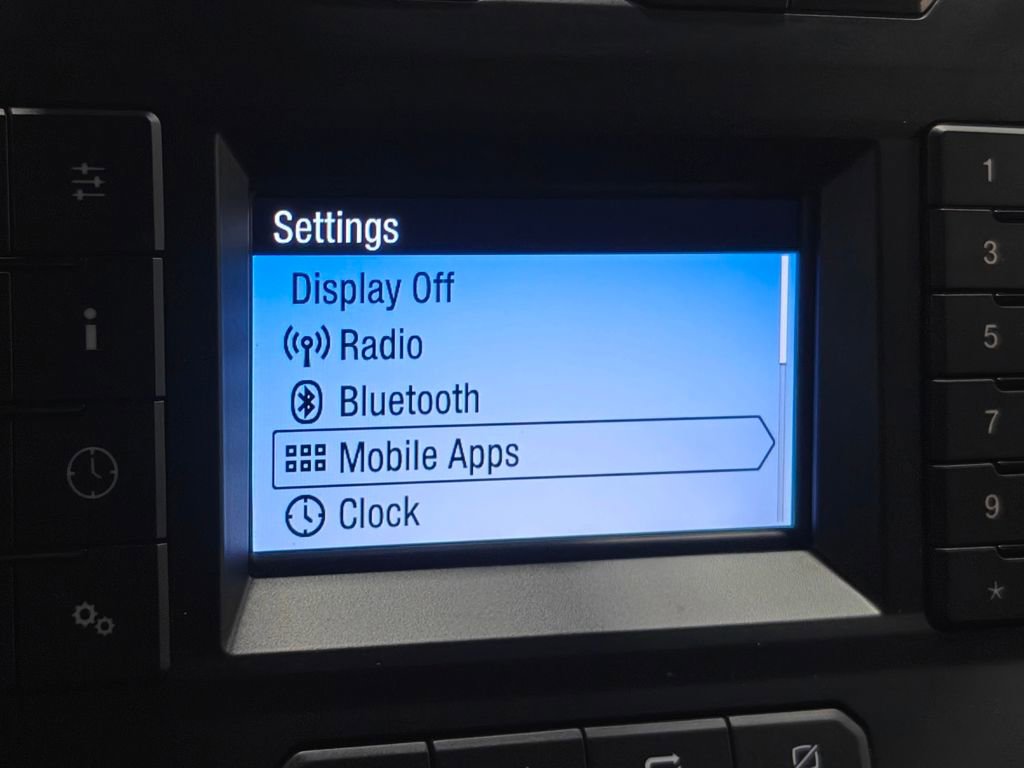 Settings
Display Off
Radio
Bluetooth
Mobile Apps
Clock
1
3
5
7
9
*